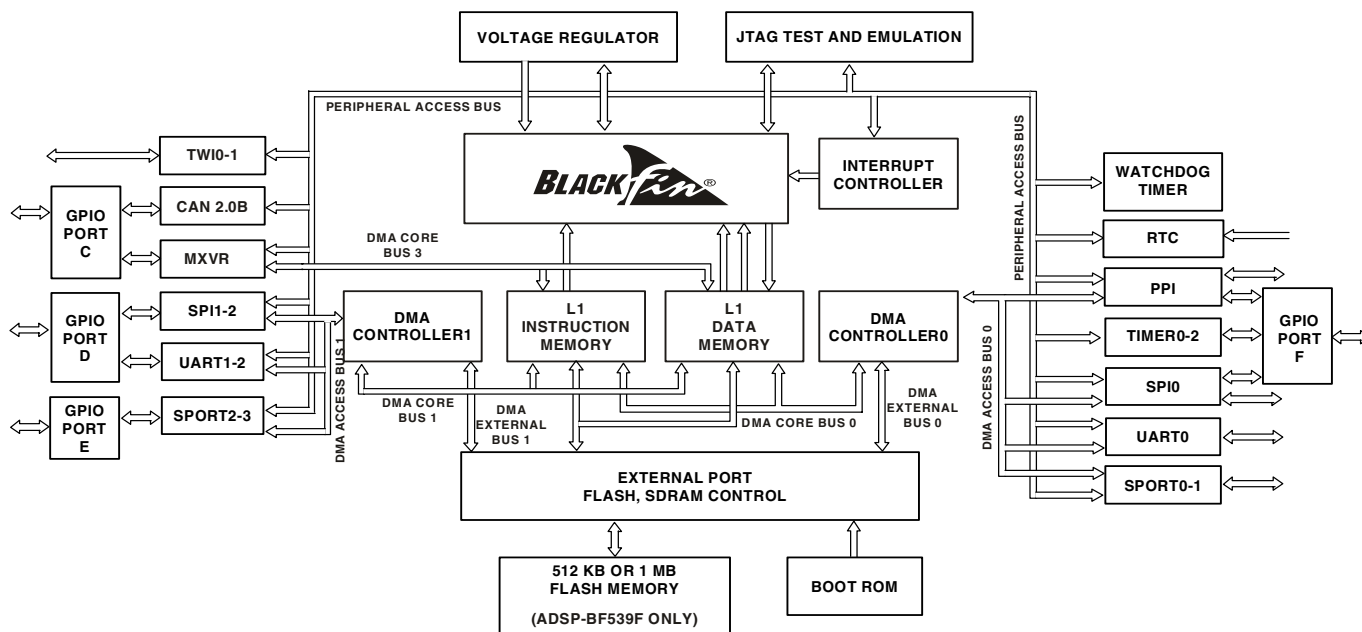 VOLTAGE REGULATOR
JTAG TEST AND EMULATION
PERIPHERAL ACCESS BUS
TWI0-1
CAN 2.0B
MXVR
GPIO
PORT
C
SPI1-2
UART1-2
GPIO
PORT
D
SPORT2-3
GPIO
PORT
E
BLACKfin®
INTERRUPT
CONTROLLER
DMA CORE
BUS 3
DMA
CONTROLLER1
L1
INSTRUCTION
MEMORY
L1
DATA
MEMORY
DMA
CONTROLLER0
DMA ACCESS BUS 1
DMA CORE
BUS 1
DMA
EXTERNAL
BUS 1
DMA CORE BUS 0
DMA
EXTERNAL
BUS 0
PERIPHERAL ACCESS BUS
DMA ACCESS BUS 0
WATCHDOG
TIMER
RTC
PPI
TIMER0-2
SPI0
GPIO
PORT
F
UART0
SPORT0-1
EXTERNAL PORT
FLASH, SDRAM CONTROL
512 KB OR 1 MB
FLASH MEMORY
(ADSP-BF539F ONLY)
BOOT ROM